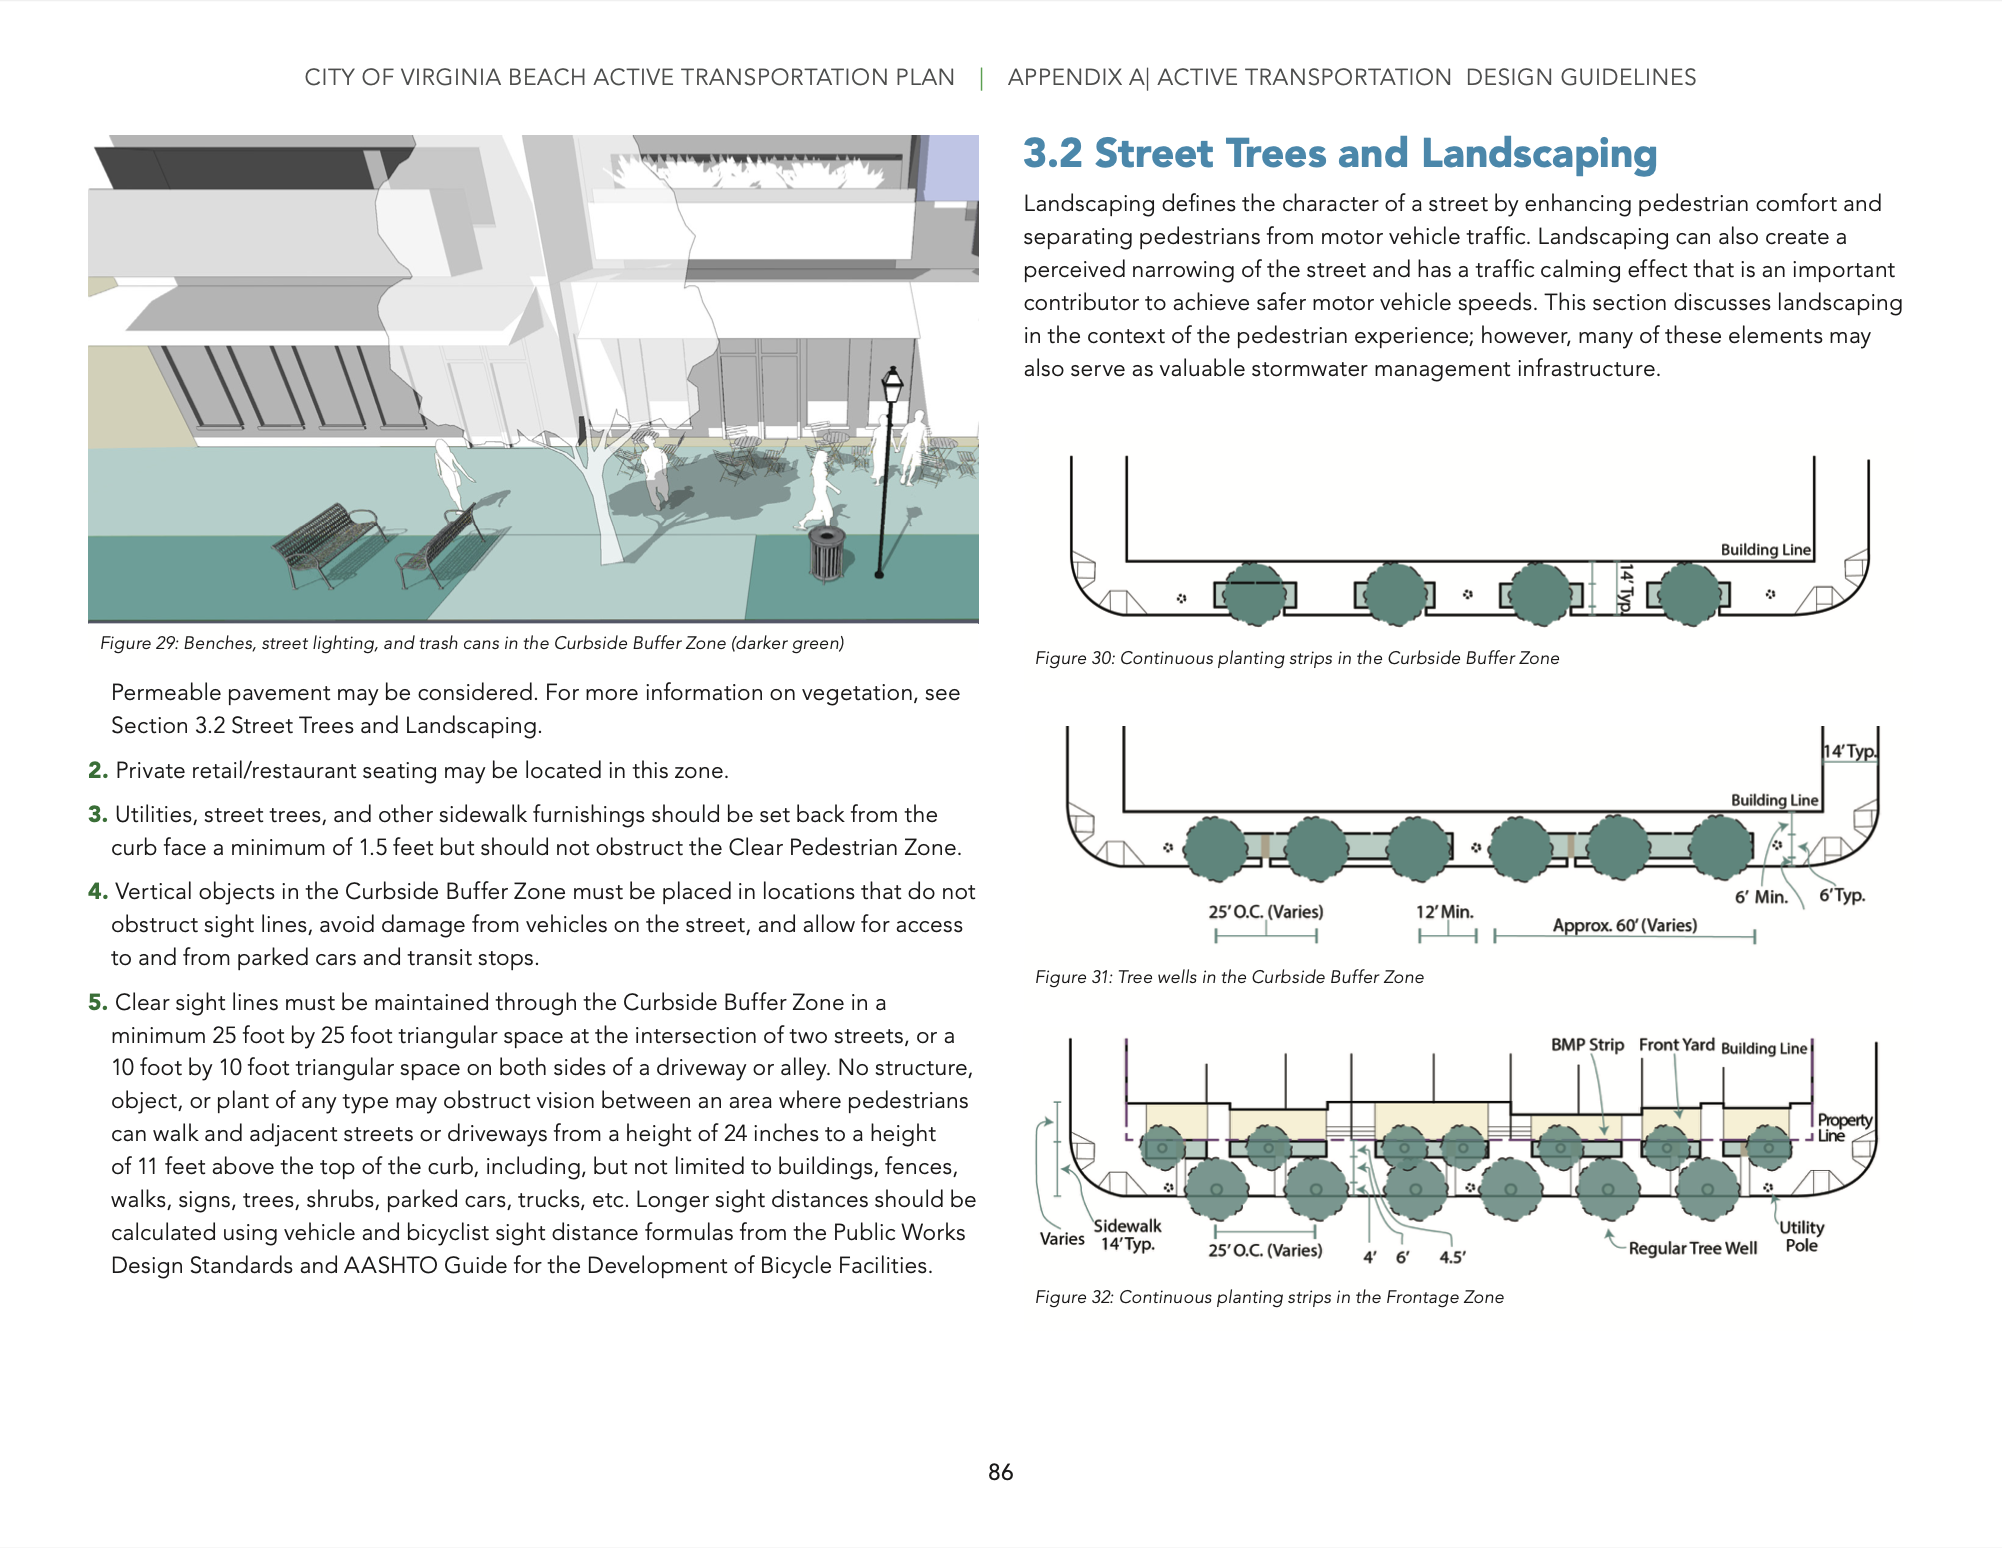 CITY OF VIRGINIA BEACH ACTIVE TRANSPORTATION PLAN | APPENDIX A| ACTIVE TRANSPORTATION DESIGN GUIDELINES
Figure 29: Benches, street lighting, and trash cans in the Curbside Buffer Zone (darker green)
Permeable pavement may be considered. For more information on vegetation, see
Section 3.2 Street Trees and Landscaping.
2. Private retail/restaurant seating may be located in this zone.
3. Utilities, street trees, and other sidewalk furnishings should be set back from the
curb face a minimum of 1.5 feet but should not obstruct the Clear Pedestrian Zone.
4. Vertical objects in the Curbside Buffer Zone must be placed in locations that do not
obstruct sight lines, avoid damage from vehicles on the street, and allow for access
to and from parked cars and transit stops.
5. Clear sight lines must be maintained through the Curbside Buffer Zone in a
minimum 25 foot by 25 foot triangular space at the intersection of two streets, or a
10 foot by 10 foot triangular space on both sides of a driveway or alley. No structure,
object, or plant of any type may obstruct vision between an area where pedestrians
can walk and adjacent streets or driveways from a height of 24 inches to a height
of 11 feet above the top of the curb, including, but not limited to buildings, fences,
walks, signs, trees, shrubs, parked cars, trucks, etc. Longer sight distances should be
calculated using vehicle and bicyclist sight distance formulas from the Public Works
Design Standards and AASHTO Guide for the Development of Bicycle Facilities.
3.2 Street Trees and Landscaping
Landscaping defines the character of a street by enhancing pedestrian comfort and
separating pedestrians from motor vehicle traffic. Landscaping can also create a
perceived narrowing of the street and has a traffic calming effect that is an important
contributor to achieve safer motor vehicle speeds. This section discusses landscaping
in the context of the pedestrian experience; however, many of these elements may
also serve as valuable stormwater management infrastructure.
Building Line
14' Typ.
Figure 30: Continuous planting strips in the Curbside Buffer Zone
14' Typ.
Building Line
6' Min.
6' Typ.
25' O.C. (Varies)
12' Min.
Approx. 60' (Varies)
Figure 31: Tree wells in the Curbside Buffer Zone
BMP Strip
Front Yard
Building Line
Property
Line
Varies
Sidewalk
14' Typ.
25' O.C. (Varies)
4'
6'
4.5'
Regular Tree Well
Utility
Pole
Figure 32: Continuous planting strips in the Frontage Zone
86